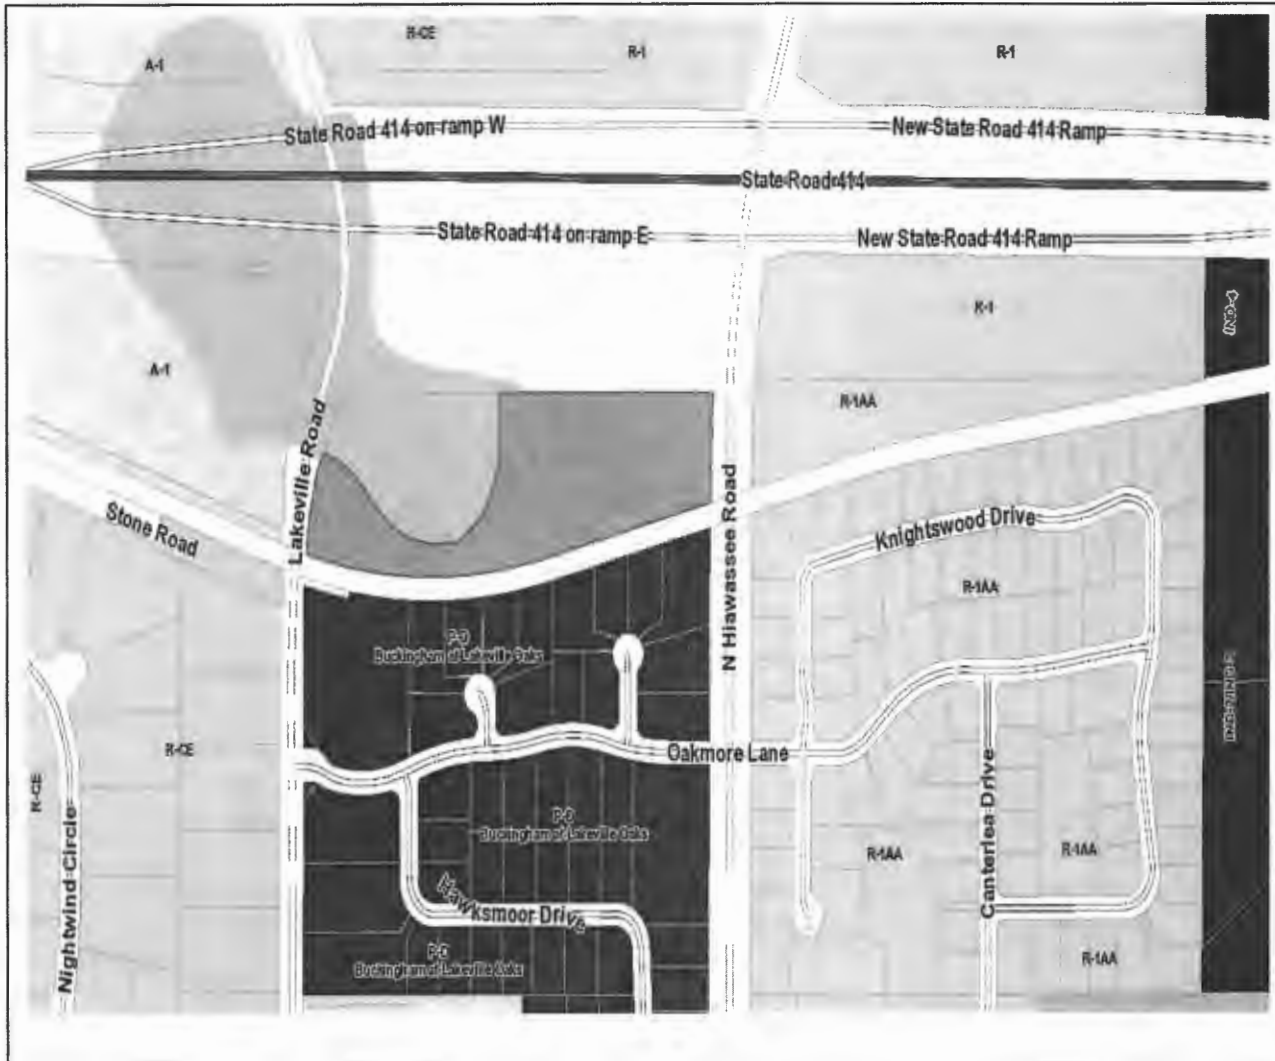 R-CE
R-1
R-1
A-1
State Road 414 on ramp W
New State Road 414 Ramp
State Road 414
State Road 414 on ramp E
New State Road 414 Ramp
R-1
A-1
R-1AA
Lakeville Road
N Hiawassee Road
Stone Road
Knightswood Drive
R-1AA
P-D
Buckingham of Lakeville Oaks
R-CE
Oakmore Lane
R-CE
Nightwind Circle
P-D
Buckingham of Lakeville Oaks
R-1AA
Canterlea Drive
R-1AA
Hawksmoor Drive
P-D
Buckingham of Lakeville Oaks
R-1AA